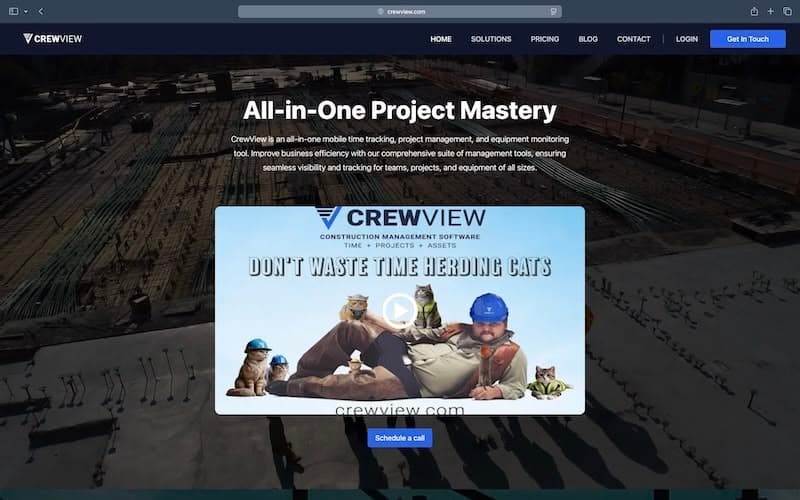 crewview.com
CREWVIEW
HOME
SOLUTIONS
PRICING
BLOG
CONTACT
LOGIN
Get In Touch
All-in-One Project Mastery
CrewView is an all-in-one mobile time tracking, project management, and equipment monitoring
tool. Improve business efficiency with our comprehensive suite of management tools, ensuring
seamless visibility and tracking for teams, projects, and equipment of all sizes.
CREWVIEW
CONSTRUCTION MANAGEMENT SOFTWARE
TIME + PROJECTS + ASSETS
DON'T WASTE TIME HERDING CATS
CREWVIEW
crewview.com
Schedule a call